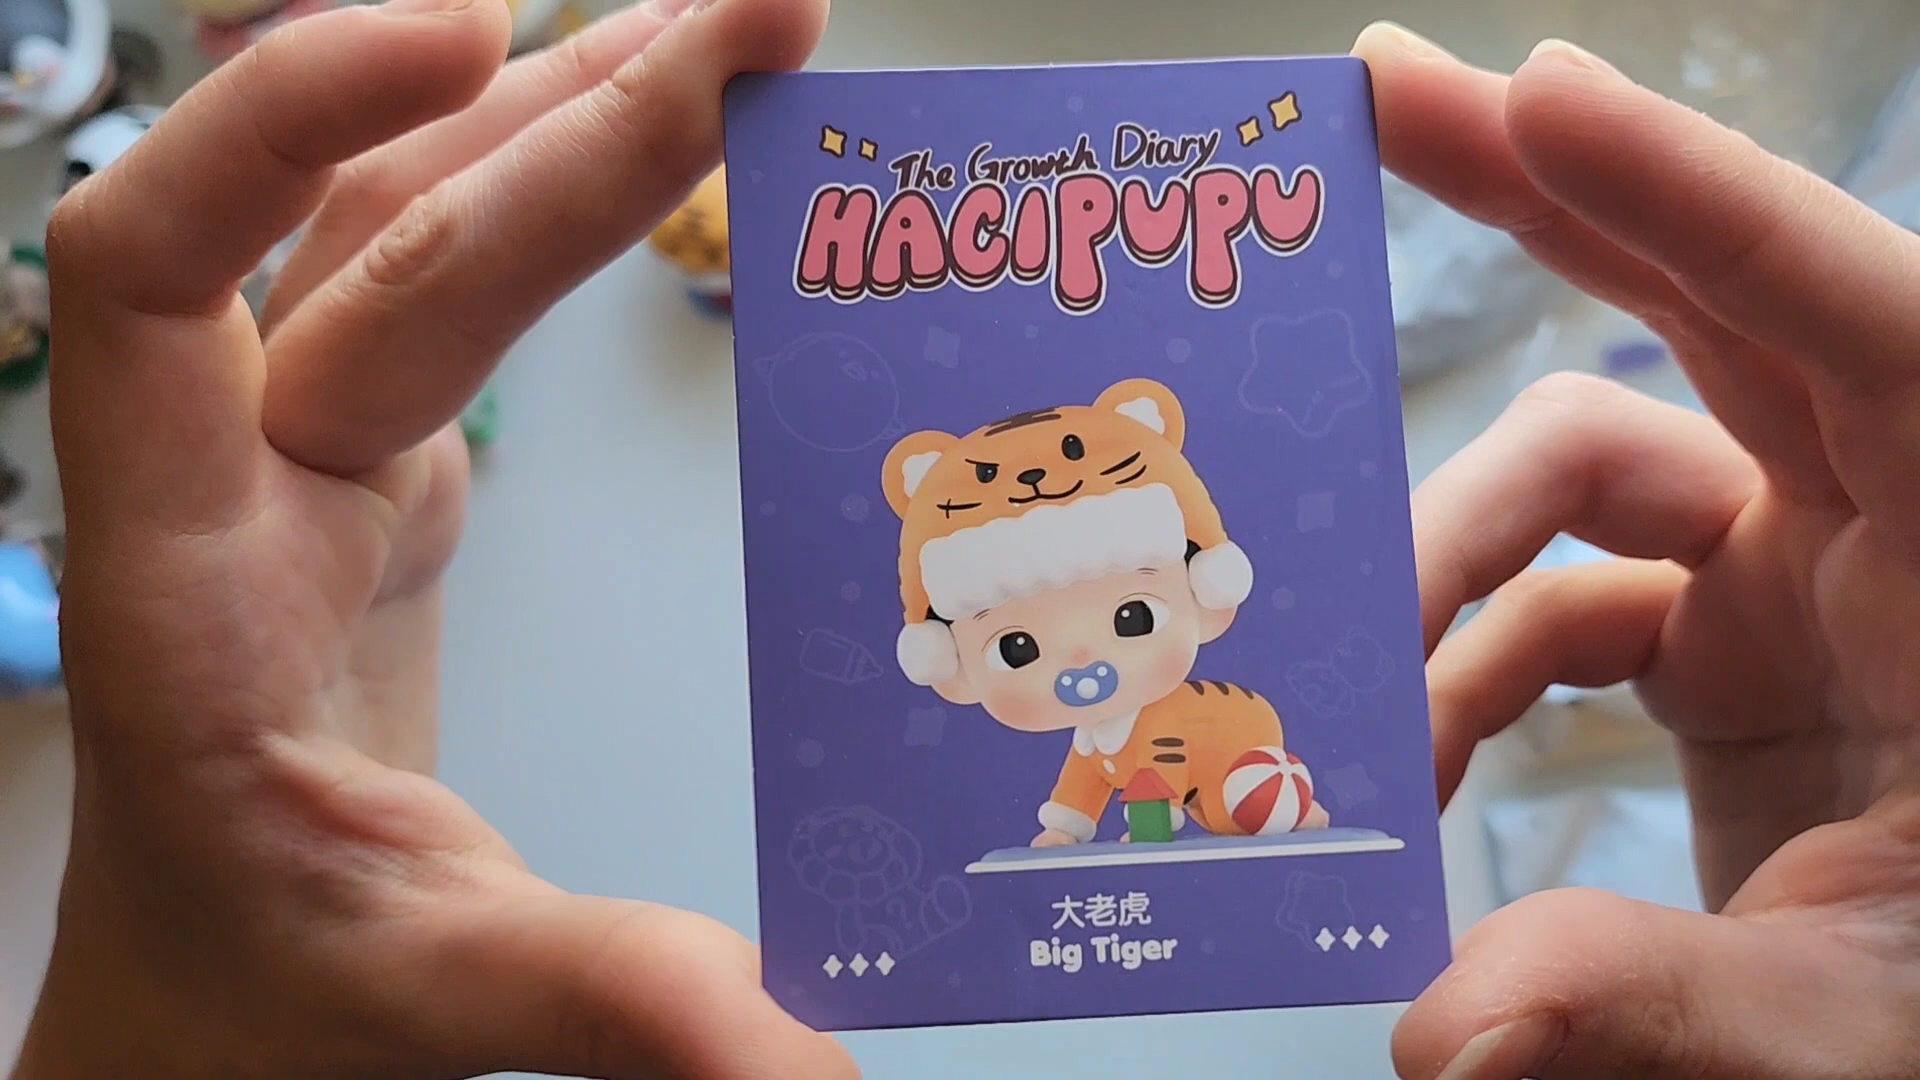 The Growth Diary
HACIPUPU
大老虎
Big Tiger